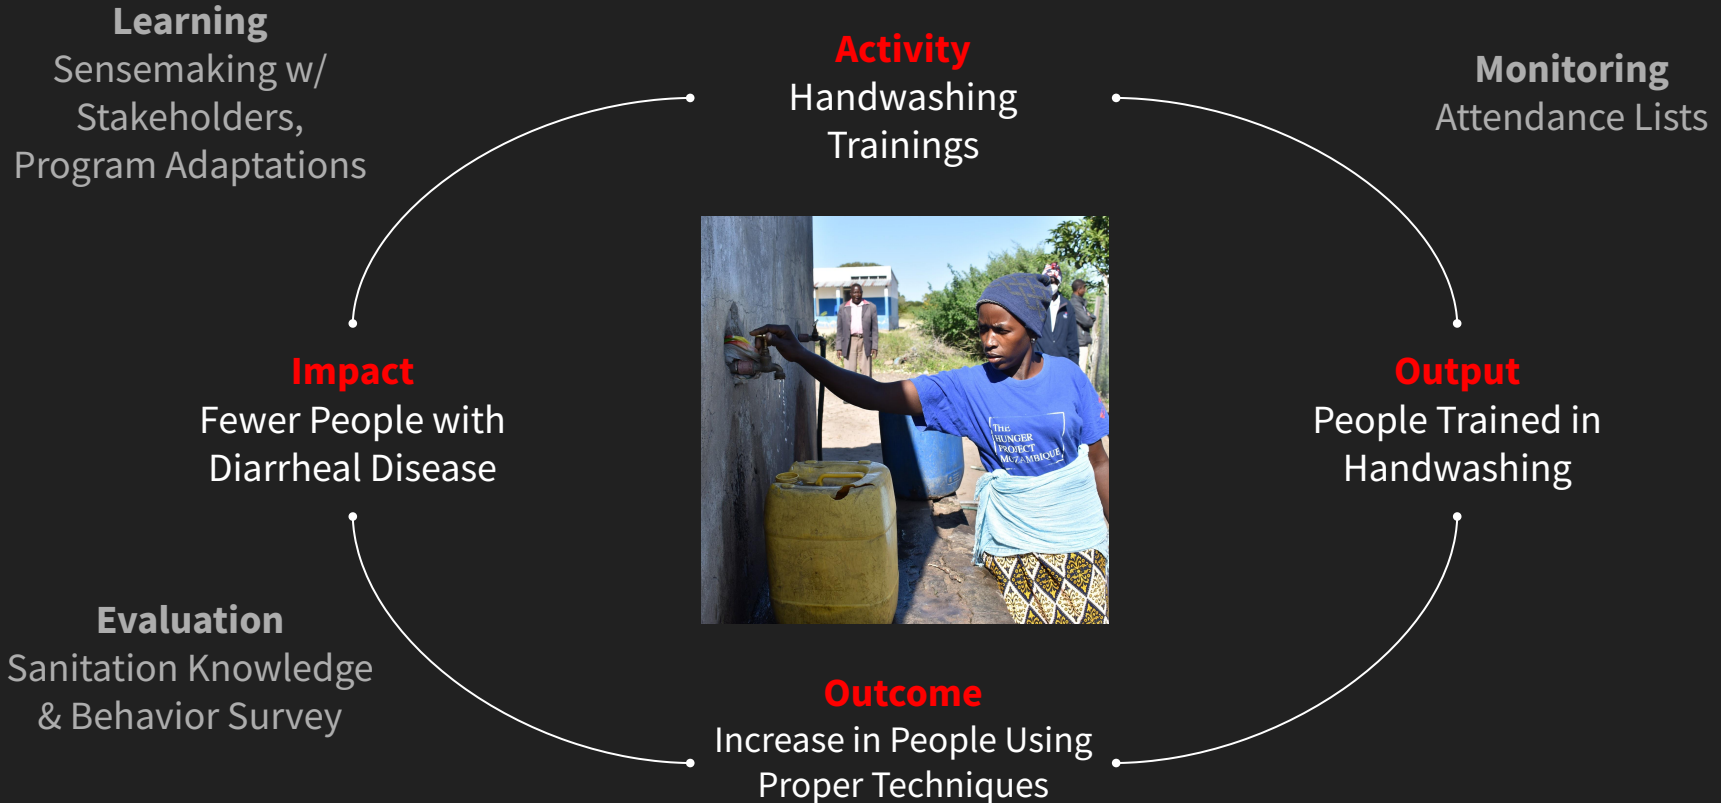 Learning
Sensemaking w/
Stakeholders,
Program Adaptations
Activity
Handwashing
Trainings
Monitoring
Attendance Lists
Impact
Fewer People with
Diarrheal Disease
THE
HUNGER
PROJECT
MOZAMBIQUE
Output
People Trained in
Handwashing
Evaluation
Sanitation Knowledge
& Behavior Survey
Outcome
Increase in People Using
Proper Techniques